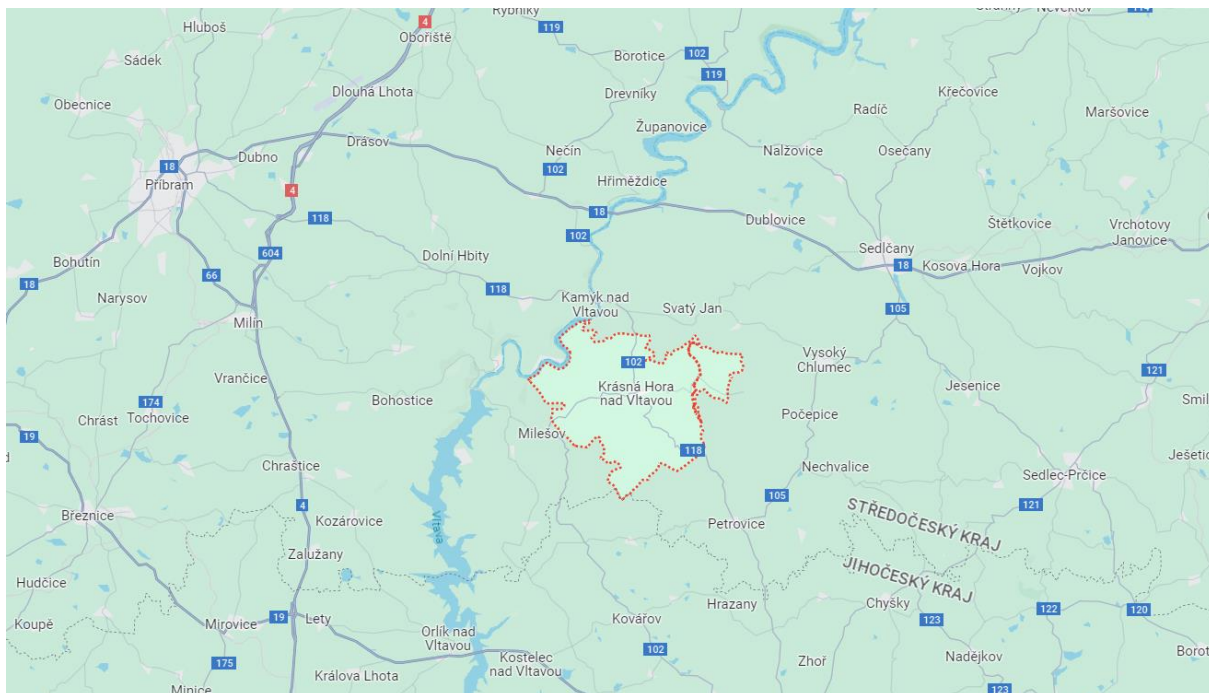 Rybníky
119
Neveklov
114
Hluboš
4
Obořiště
Sádek
Borotice
102
119
Křečovice
Dlouhá Lhota
Drevníky
Obecnice
Radíč
Maršovice
Županovice
Drásov
Nečín
Nalžovice
Osečany
Dubno
18
102
Příbram
4
Hřiměždice
118
18
Dublovice
Štětkovice
Vrchotovy
Janovice
102
Sedlčany
604
Dolní Hbity
18
Kosova Hora
Vojkov
Bohutín
66
18
118
Narysov
Kamýk nad
Vltavou
Svatý Jan
105
Milín
102
Vysoký
Chlumec
121
Vrančice
Krásná Hora
nad Vltavou
Jesenice
174
Bohostice
Smil
Chrást
Tochovice
Počepice
19
Milešov
118
Ješetic
Chraštice
Nechvalice
Sedlec-Prčice
4
105
121
Březnice
Kozárovice
Vltava
Petrovice
STŘEDOČESKÝ KRAJ
Zalužany
JIHOČESKÝ KRAJ
Hudčice
Hrazany
Chyšky
122
120
Koupě
Mirovice
19
Lety
Kovářov
123
Orlík nad
Vltavou
102
175
Kostelec
nad Vltavou
Zhoř
Nadějkov
Borot
Králova Lhota
Minice
123